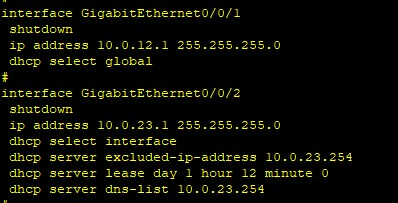 #
interface GigabitEthernet0/0/1
shutdown
ip address 10.0.12.1 255.255.255.0
dhcp select global
#
interface GigabitEthernet0/0/2
shutdown
ip address 10.0.23.1 255.255.255.0
dhcp select interface
dhcp server excluded-ip-address 10.0.23.254
dhcp server lease day 1 hour 12 minute 0
dhcp server dns-list 10.0.23.254
#